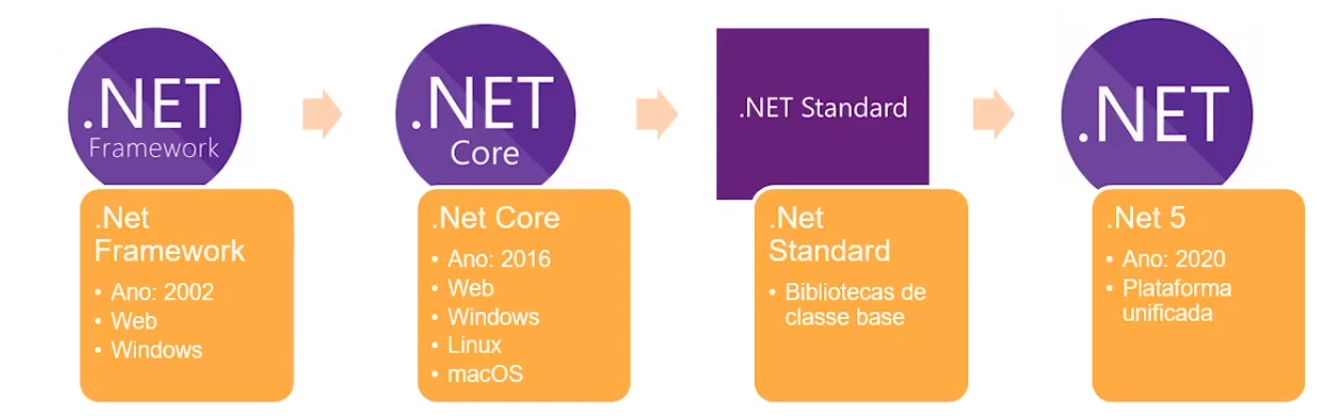 .NET
Framework
.Net
Framework
• Ano: 2002
• Web
• Windows
.NET
Core
.Net Core
• Ano: 2016
• Web
• Windows
• Linux
• macOS
.NET Standard
.Net
Standard
• Bibliotecas de
classe base
.NET
.Net 5
• Ano: 2020
• Plataforma
unificada